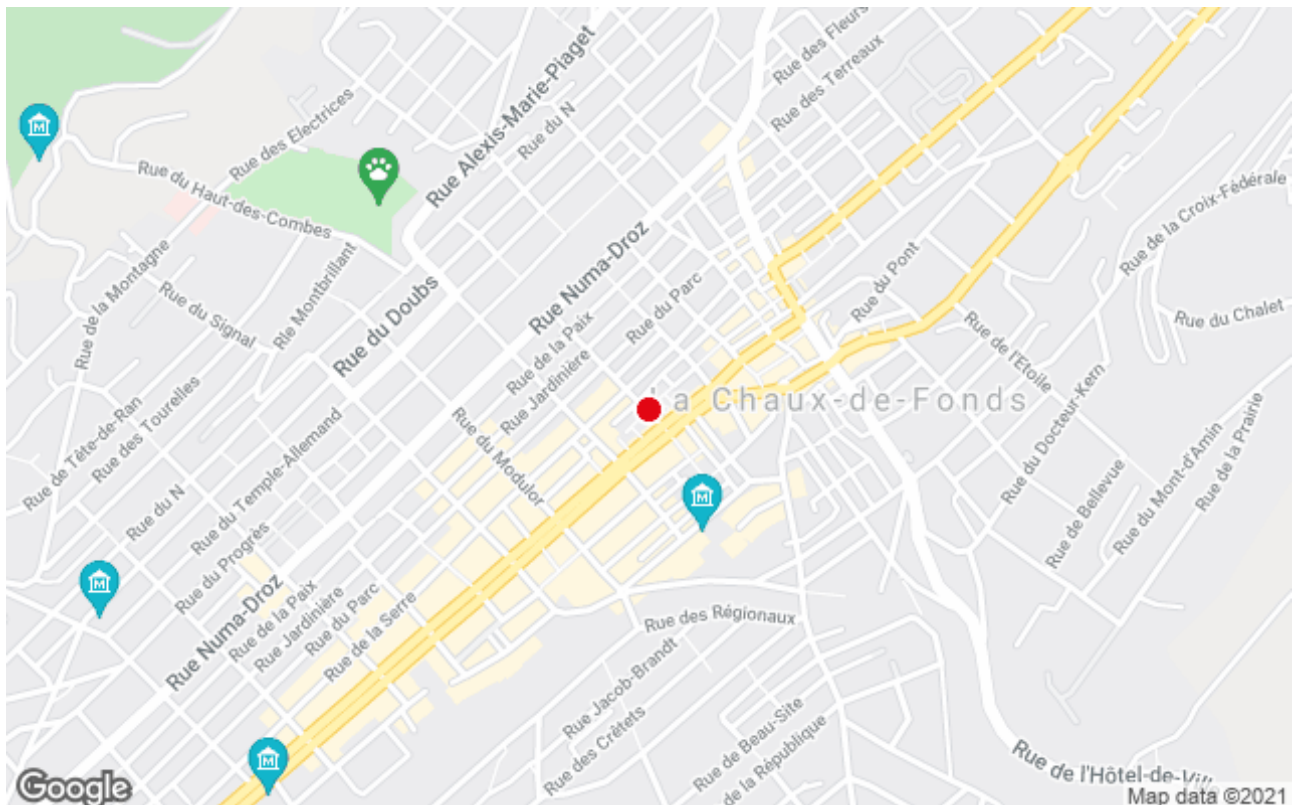 Rue des Fleurs
Rue des Terreaux
Rue Alexis-Marie-Piaget
Rue des Electrices
Rue du N
Rue du Haut-des-Combes
Rue de la Croix-Fédérale
Rue Numa-Droz
Rue du Parc
Rue du Pont
Rue de la Montagne
Rue du Signal
Rle Montbrillant
Rue du Doubs
Rue de la Paix
Rue Jardinière
Rue du Chalet
Rue de l'Etoile
a Chaux-de-Fonds
Rue du Docteur-Kern
Rue de Tête-de-Ran
Rue des Tourelles
Rue du Temple-Allemand
Rue du Modulor
Rue de Bellevue
Rue du Mont-d'Amin
Rue de la Prairie
Rue du N
Rue du Progrès
Rue Numa-Droz
Rue de la Paix
Rue Jardinière
Rue du Parc
Rue de la Serre
Rue des Régionaux
Rue Jacob-Brandt
Rue des Crêtets
Rue de Beau-Site
de la République
Rue de l'Hôtel-de-Vill
Google
Map data ©2021
M
M
M
M